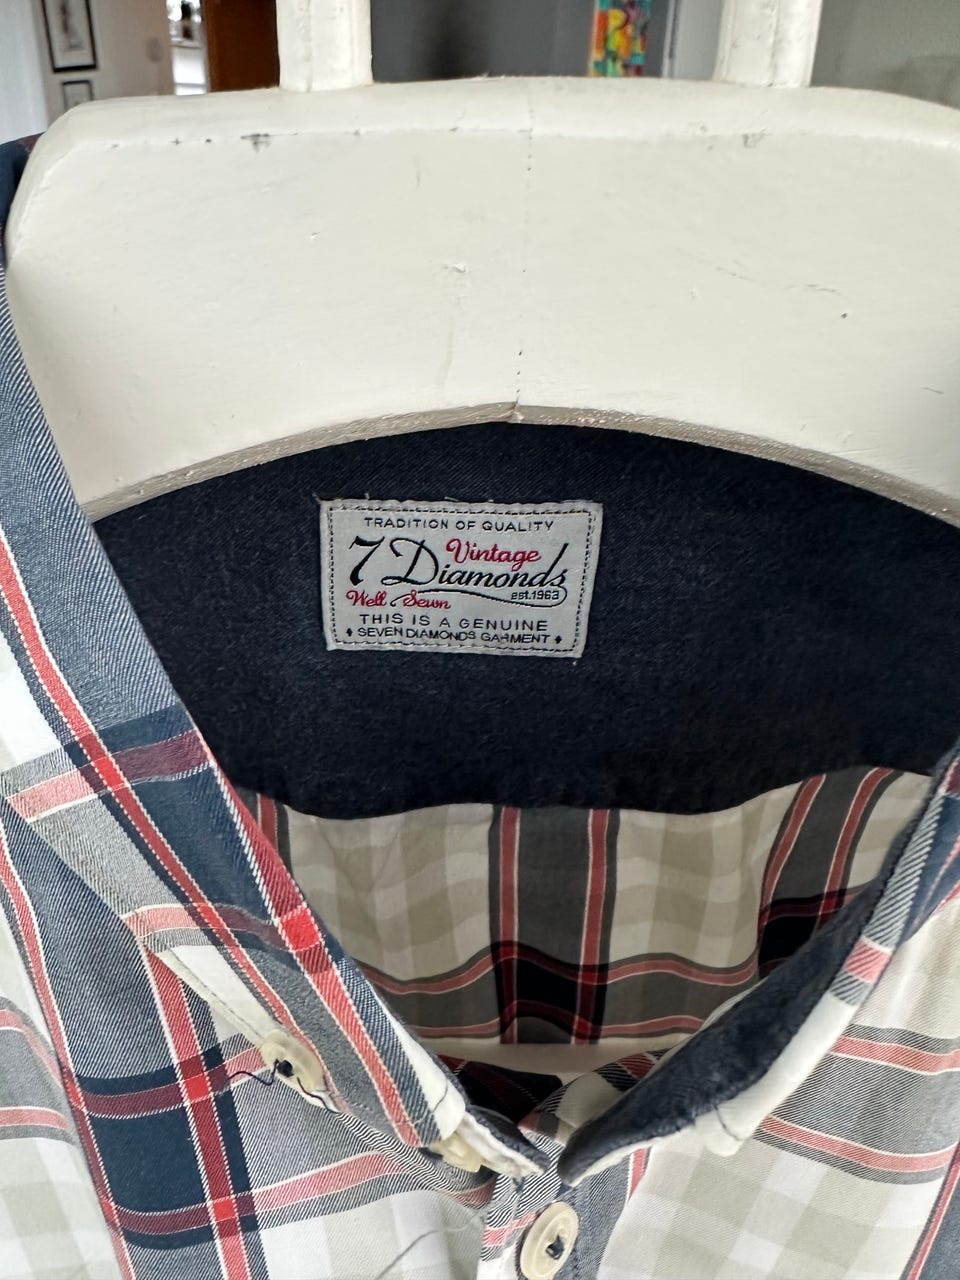 TRADITION OF QUALITY
Vintage
7 Diamonds
est.1963
Well Sewn
THIS IS A GENUINE
♦ SEVEN DIAMONDS GARMENT ♦